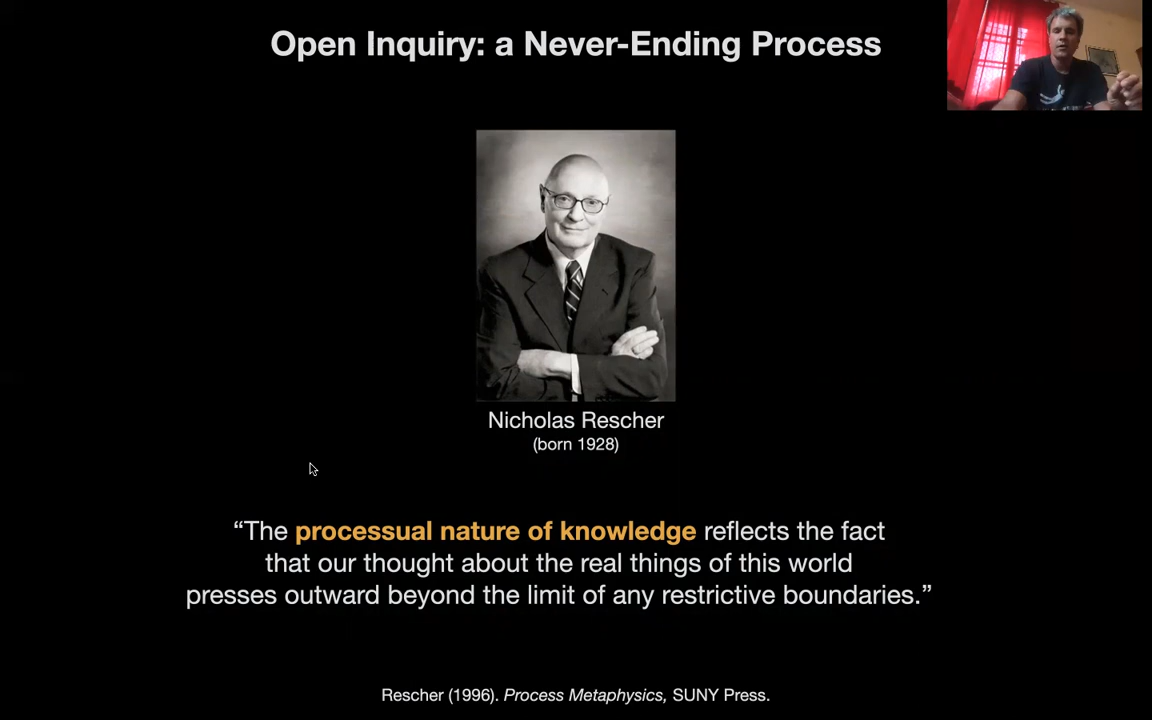 Open Inquiry: a Never-Ending Process
Nicholas Rescher
(born 1928)
“The processual nature of knowledge reflects the fact
that our thought about the real things of this world
presses outward beyond the limit of any restrictive boundaries.”
Rescher (1996). Process Metaphysics, SUNY Press.